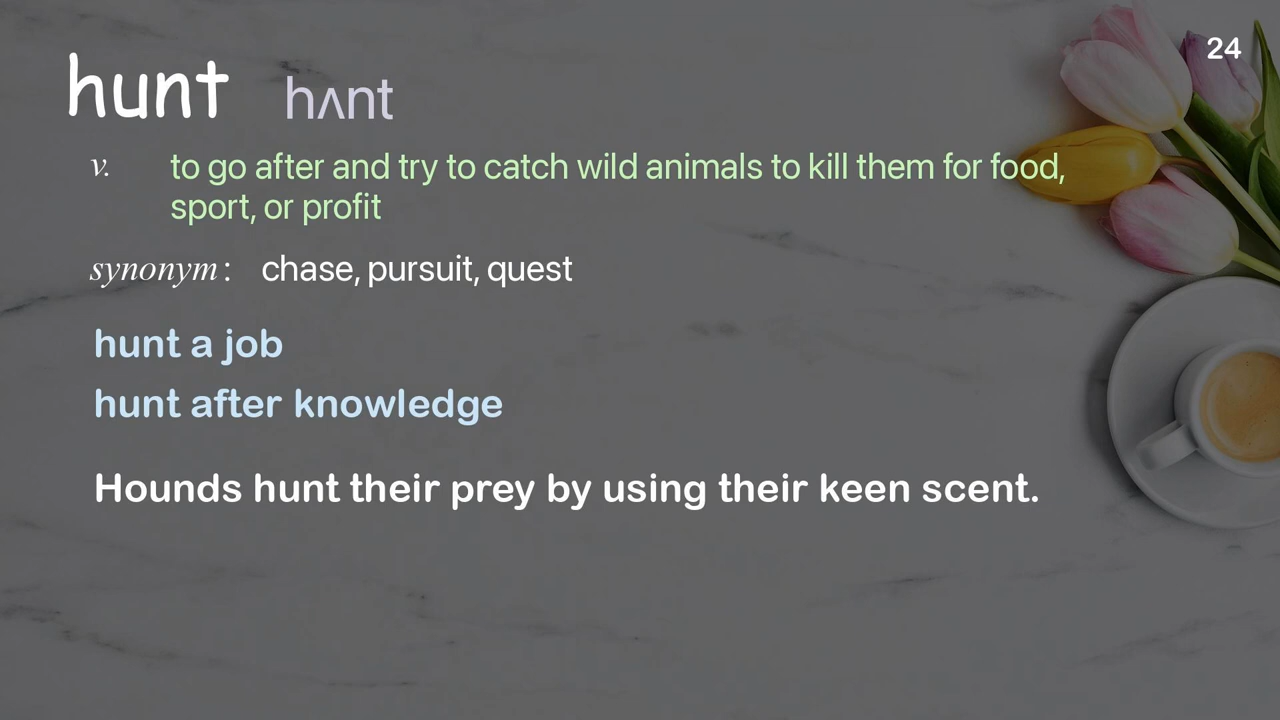 24
hunt hʌnt
v. to go after and try to catch wild animals to kill them for food,
sport, or profit
synonym: chase, pursuit, quest
hunt a job
hunt after knowledge
Hounds hunt their prey by using their keen scent.